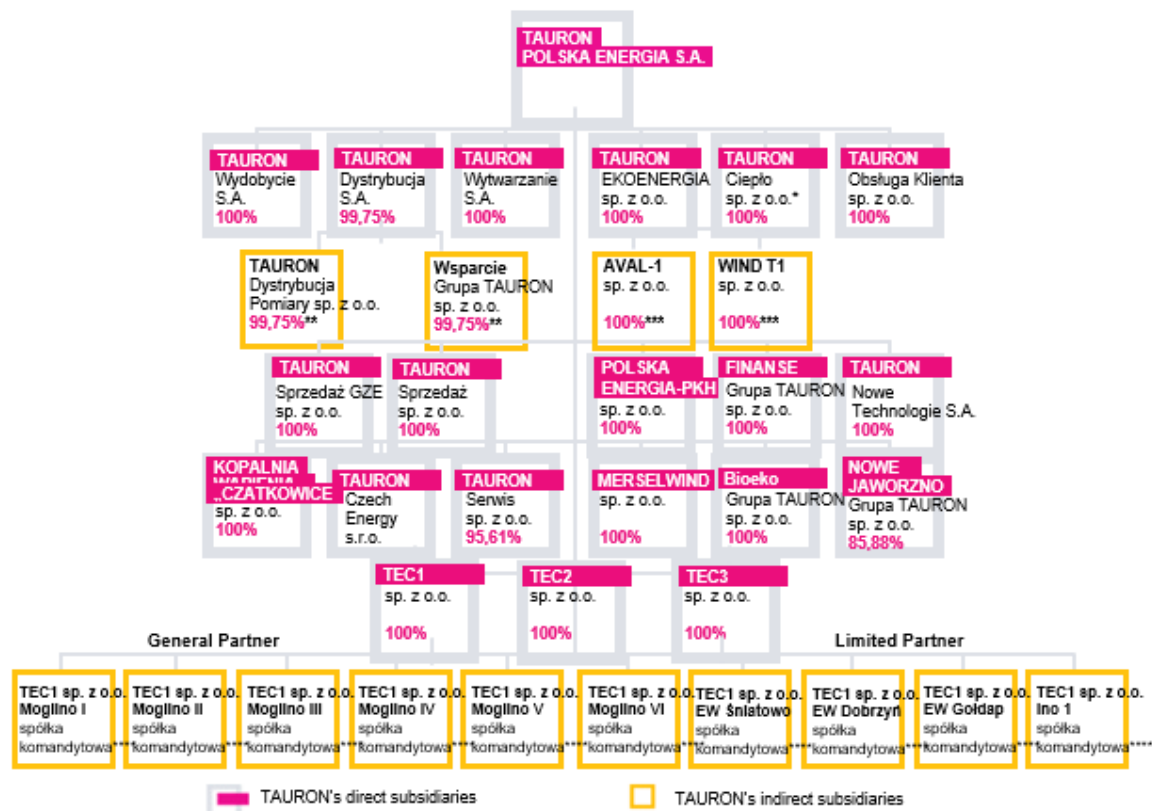 TAURON
POLSKA ENERGIA S.A.
TAURON
Wydobycie
S.A.
100%
TAURON
Dystrybucja
S.A.
99,75%
TAURON
Wytwarzanie
S.A.
100%
TAURON
EKOENERGIA
sp. z o.o.
100%
TAURON
Ciepło
sp. z o.o.*
100%
TAURON
Obsługa Klienta
sp. z o.o.
100%
TAURON
Dystrybucja
Pomiary sp. z o.o.
99,75%**
Wsparcie
Grupa TAURON
sp. z o.o.
99,75%**
AVAL-1
sp. z o.o.
100%***
WIND T1
sp. z o.o.
100%***
TAURON
Sprzedaż GZE
sp. z o.o.
100%
TAURON
Sprzedaż
sp. z o.o.
100%
POLSKA
ENERGIA-PKH
sp. z o.o.
100%
FINANSE
Grupa TAURON
sp. z o.o.
100%
TAURON
Nowe
Technologie S.A.
100%
KOPALNIA
WAPIENIA
„CZATKOWICE
sp. z o.o.
100%
TAURON
Czech
Energy
s.r.o.
TAURON
Serwis
sp. z o.o.
95,61%
MERSELWIND
sp. z o.o.
100%
Bioeko
Grupa TAURON
sp. z o.o.
100%
NOWE
JAWORZNO
Grupa TAURON
sp. z o.o.
85,88%
TEC1
sp. z o.o.
100%
TEC2
sp. z o.o.
100%
TEC3
sp. z o.o.
100%
General Partner
Limited Partner
TEC1 sp. z o.o.
Mogilno I
spółka
komandytowa****
TEC1 sp. z o.o.
Mogilno II
spółka
komandytowa****
TEC1 sp. z o.o.
Mogilno III
spółka
komandytowa****
TEC1 sp. z o.o.
Mogilno IV
spółka
komandytowa****
TEC1 sp. z o.o.
Mogilno V
spółka
komandytowa****
TEC1 sp. z o.o.
Mogilno VI
spółka
komandytowa****
TEC1 sp. z o.o.
EW Śniatowo
spółka
komandytowa****
TEC1 sp. z o.o.
EW Dobrzyń
spółka
komandytowa****
TEC1 sp. z o.o.
EW Gołdap
spółka
komandytowa****
TEC1 sp. z o.o.
Ino 1
spółka
komandytowa****
TAURON's direct subsidiaries
TAURON's indirect subsidiaries